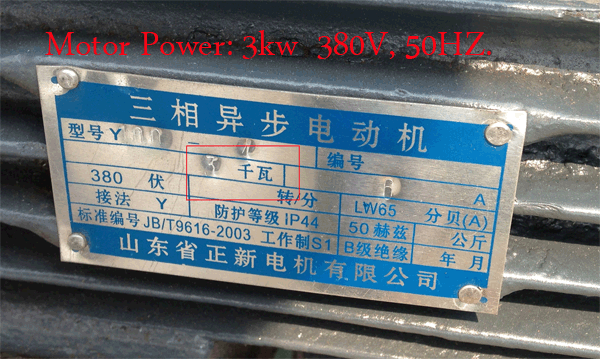 Motor Power: 3kw 380V, 50HZ.
三相异步电动机
型号Y - 编号
3 千瓦 A
380 伏 转/分 LW65 分贝(A)
接法 Y 防护等级 IP44 50赫兹 公斤
标准编号 JB/T9616-2003 工作制S1 B级绝缘 年 月
山东省正新电机有限公司